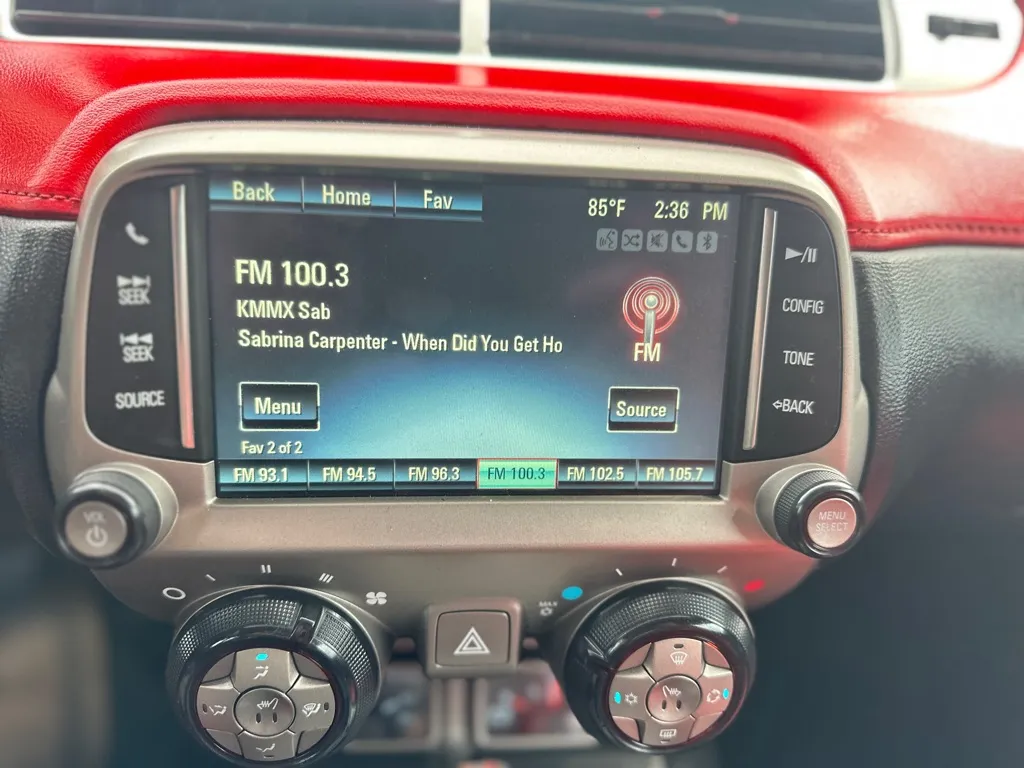 Back Home Fav
85°F 2:36 PM
FM 100.3
KMMX Sab
Sabrina Carpenter - When Did You Get Ho
FM
Menu
Source
Fav 2 of 2
FM 93.1 FM 94.5 FM 96.3 FM 100.3 FM 102.5 FM 105.7
SEEK
SEEK
SOURCE
CONFIG
TONE
BACK
VOL
MENU
SELECT
MAX